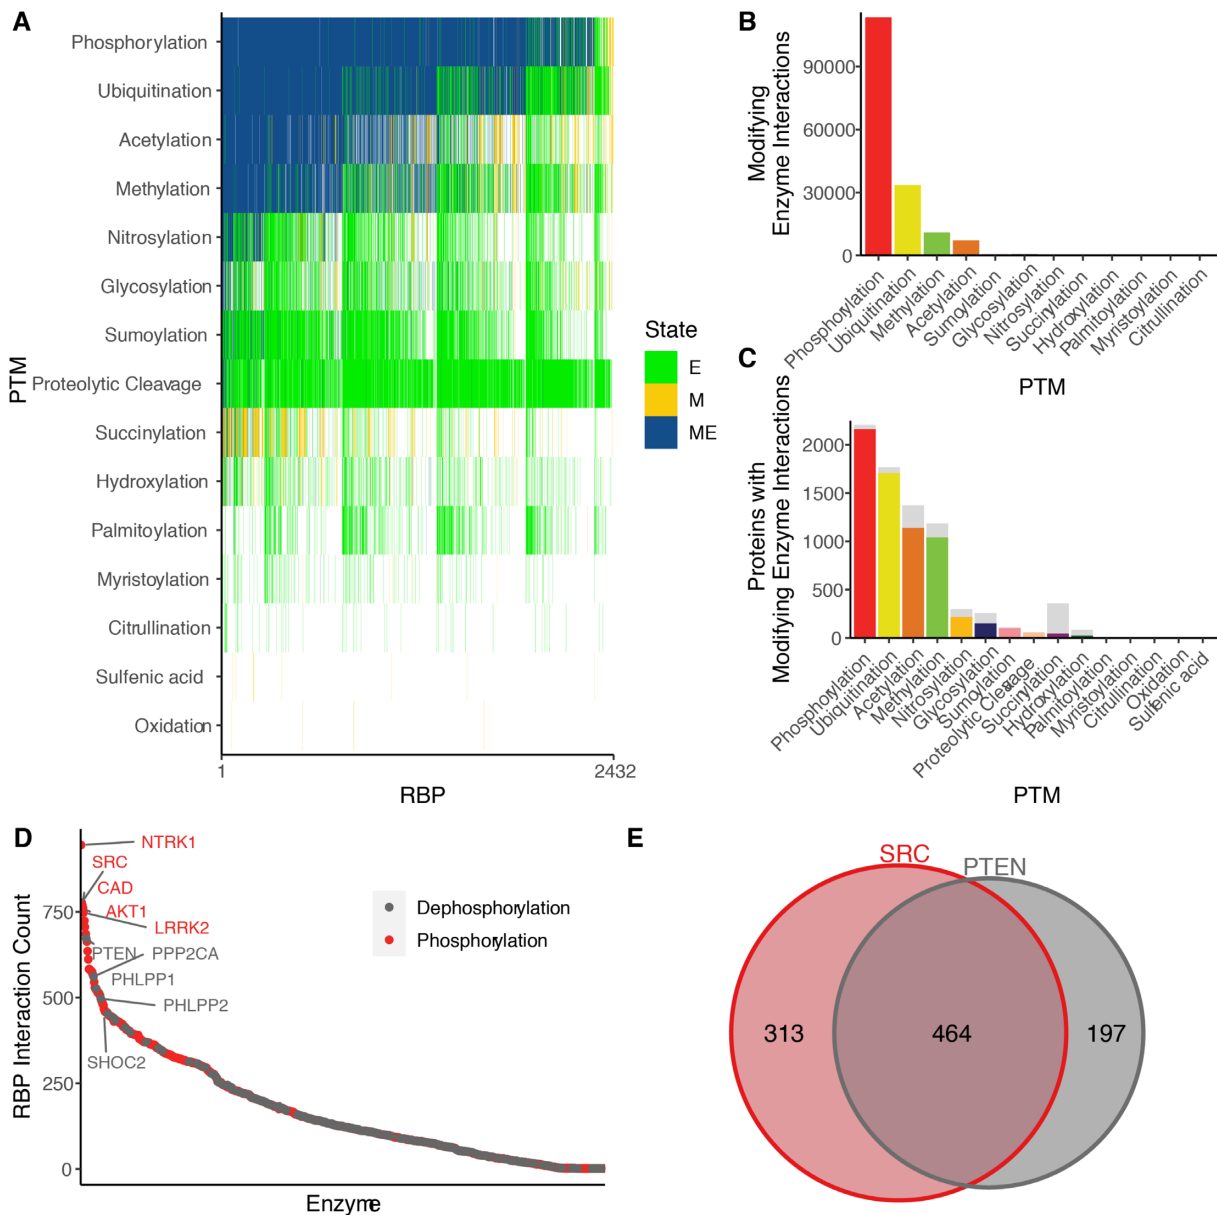 A
Phosphorylation
Ubiquitination
Acetylation
Methylation
Nitrosylation
Glycosylation
Sumoylation
Proteolytic Cleavage
Succinylation
Hydroxylation
Palmitoylation
Myristoylation
Citrullination
Sulfenic acid
Oxidation
PTM
1
2432
RBP
State
E
M
ME
B
Modifying
Enzyme Interactions
90000
60000
30000
0
Phosphorylation
Ubiquitination
Methylation
Acetylation
Sumoylation
Glycosylation
Nitrosylation
Succinylation
Hydroxylation
Palmitoylation
Myristoylation
Citrullination
PTM
C
Proteins with
Modifying Enzyme Interactions
2000
1500
1000
500
0
Phosphorylation
Ubiquitination
Acetylation
Methylation
Nitrosylation
Glycosylation
Sumoylation
Proteolytic Cleavage
Succinylation
Hydroxylation
Palmitoylation
Myristoylation
Citrullination
Oxidation
Sulfenic acid
PTM
D
RBP Interaction Count
750
500
250
0
NTRK1
SRC
CAD
AKT1
LRRK2
PTEN
PPP2CA
PHLPP1
PHLPP2
SHOC2
Dephosphorylation
Phosphorylation
Enzyme
E
SRC
PTEN
313
464
197